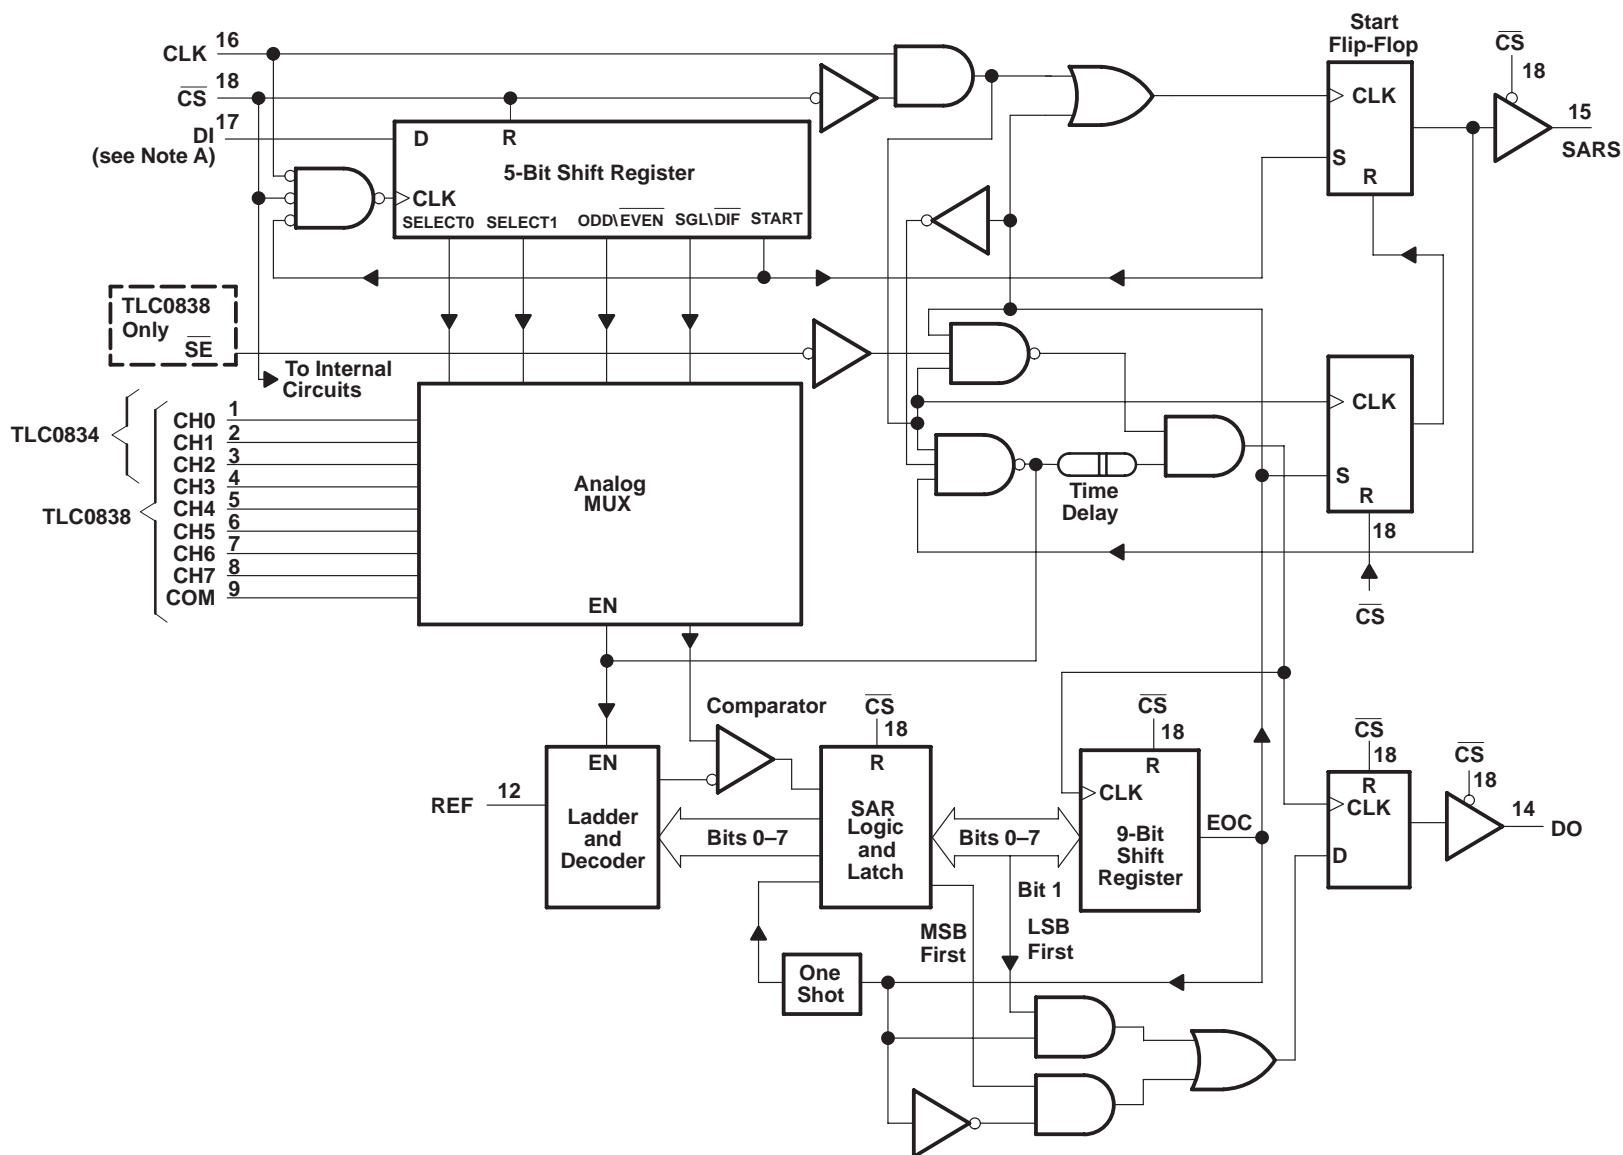 Start
Flip-Flop
CLK 16
CS 18
DI 17
(see Note A)
D
R
5-Bit Shift Register
CLK
SELECT0 SELECT1 ODD\EVEN SGL\DIF START
CLK
S
R
CS
18
15
SARS
TLC0838
Only
SE
To Internal
Circuits
TLC0834
TLC0838
CH0 1
CH1 2
CH2 3
CH3 4
CH4 5
CH5 6
CH6 7
CH7 8
COM 9
Analog
MUX
EN
Time
Delay
CLK
S
R
18
CS
Comparator
REF 12
EN
Ladder
and
Decoder
Bits 0–7
CS
18
R
SAR
Logic
and
Latch
Bits 0–7
CS
18
R
CLK
9-Bit
Shift
Register
EOC
CS
18
R
CLK
D
CS
18
14
DO
Bit 1
MSB
First
LSB
First
One
Shot